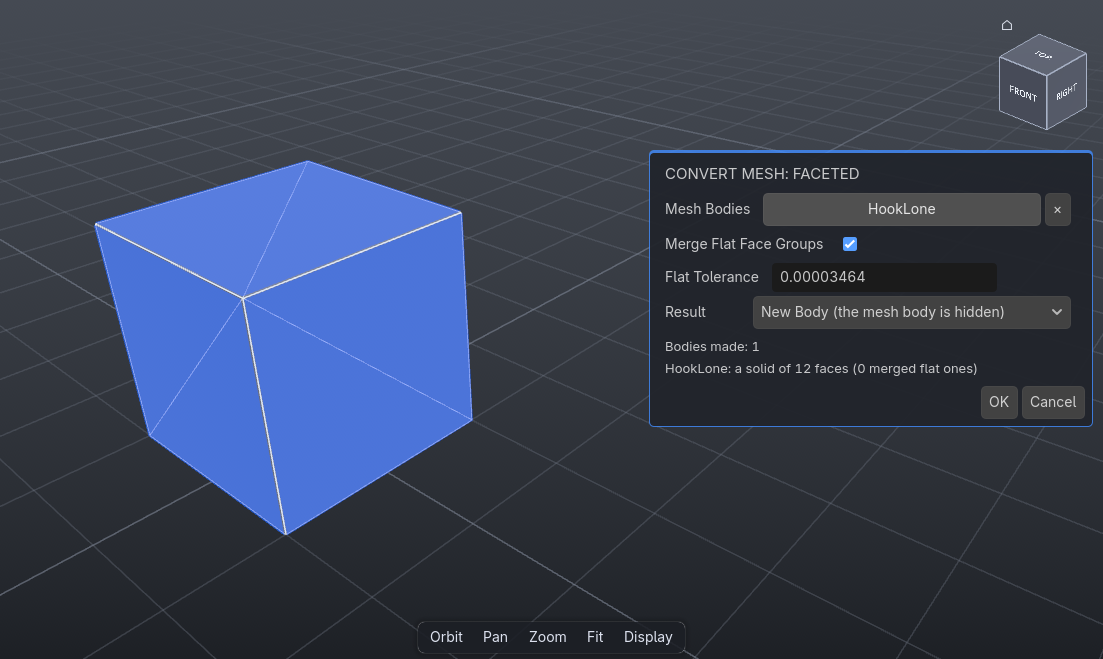 TOP
FRONT
RIGHT
CONVERT MESH: FACETED
Mesh Bodies HookLone ×
Merge Flat Face Groups
Flat Tolerance 0.00003464
Result New Body (the mesh body is hidden)
Bodies made: 1
HookLone: a solid of 12 faces (0 merged flat ones)
OK Cancel
Orbit Pan Zoom Fit Display